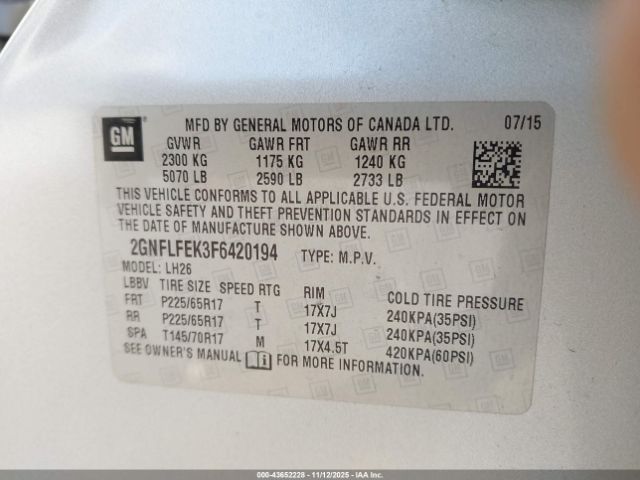 GM
MFD BY GENERAL MOTORS OF CANADA LTD. 07/15
GVWR GAWR FRT GAWR RR
2300 KG 1175 KG 1240 KG
5070 LB 2590 LB 2733 LB
THIS VEHICLE CONFORMS TO ALL APPLICABLE U.S. FEDERAL MOTOR
VEHICLE SAFETY AND THEFT PREVENTION STANDARDS IN EFFECT ON
THE DATE OF MANUFACTURE SHOWN ABOVE.
2GNFLFEK3F6420194 TYPE: M.P.V.
MODEL: LH26
LBBV TIRE SIZE SPEED RTG RIM COLD TIRE PRESSURE
FRT P225/65R17 T 17X7J 240KPA(35PSI)
RR P225/65R17 T 17X7J 240KPA(35PSI)
SPA T145/70R17 M 17X4.5T 420KPA(60PSI)
SEE OWNER'S MANUAL FOR MORE INFORMATION.
000-43652228 - 11/12/2025 - IAAI.COM